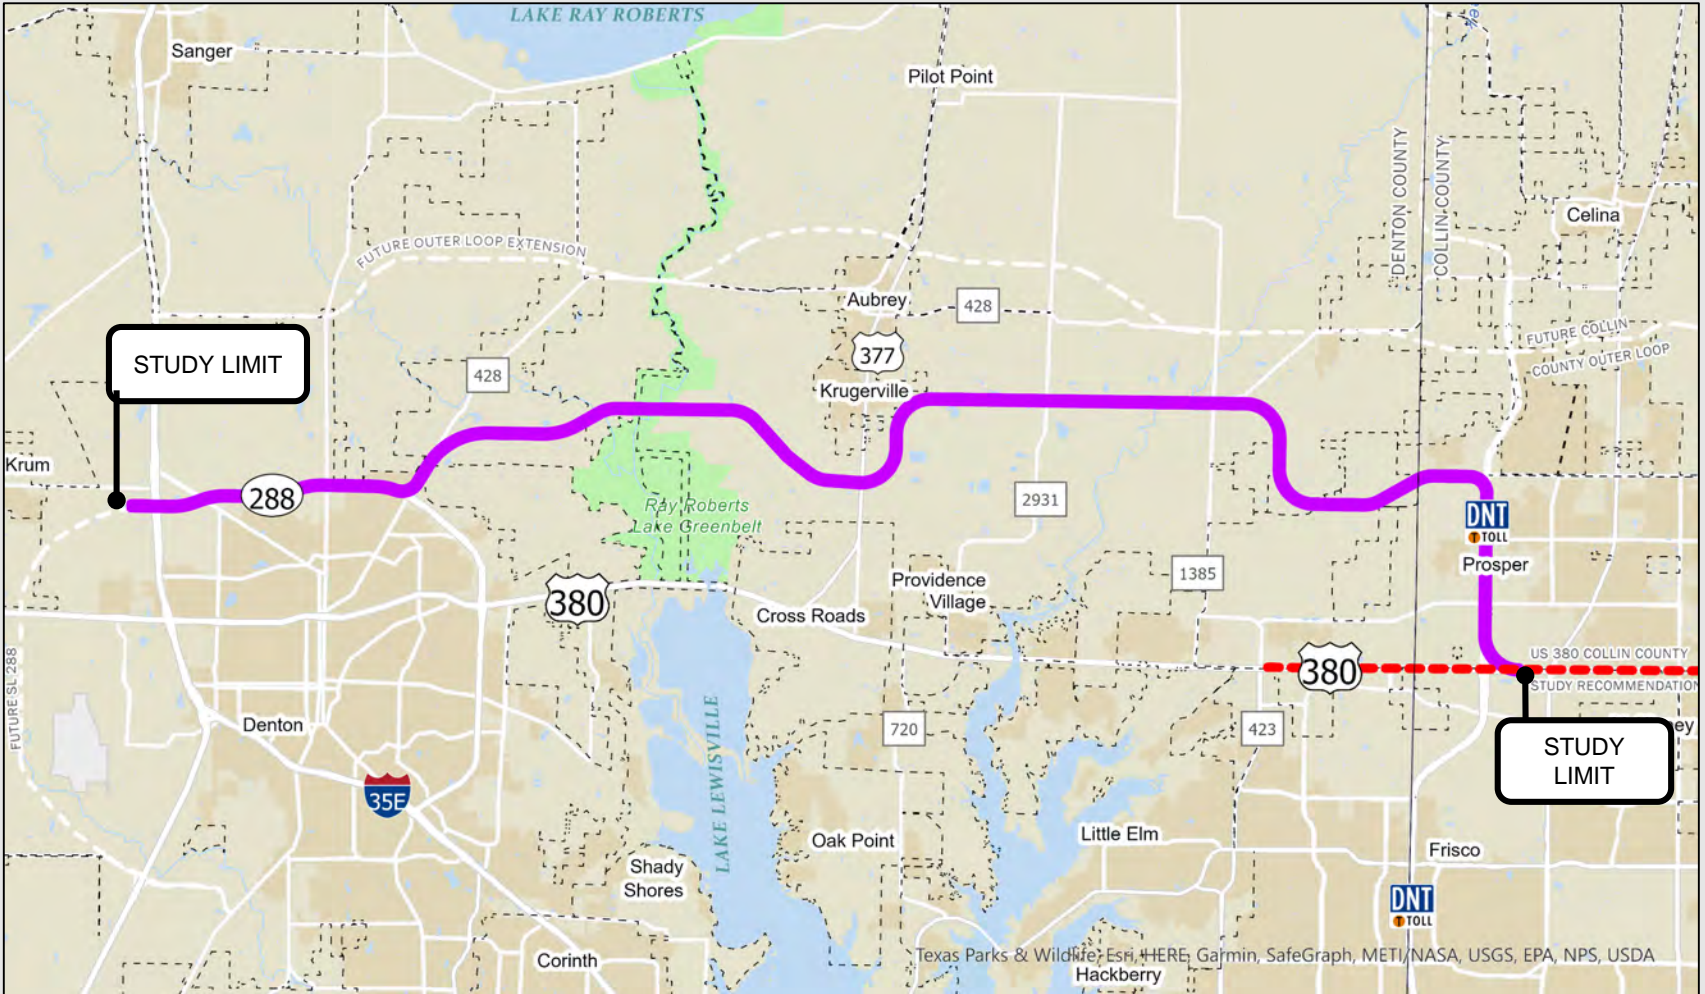 LAKE RAY ROBERTS
Sanger
Pilot Point
DENTON COUNTY
COLLIN COUNTY
Celina
FUTURE OUTER LOOP EXTENSION
Aubrey
428
FUTURE COLLIN
COUNTY OUTER LOOP
STUDY LIMIT
377
428
Krugerville
Krum
288
Ray Roberts
Lake Greenbelt
2931
DNT
T TOLL
Prosper
1385
Providence
Village
380
Cross Roads
US 380 COLLIN COUNTY
380
STUDY RECOMMENDATION
FUTURE SL 288
Denton
720
423
ey
STUDY
LIMIT
LAKE LEWISVILLE
35E
Oak Point
Little Elm
Frisco
Shady
Shores
DNT
T TOLL
Corinth
Texas Parks & Wildlife, Esri, HERE, Garmin, SafeGraph, METI/NASA, USGS, EPA, NPS, USDA
Hackberry